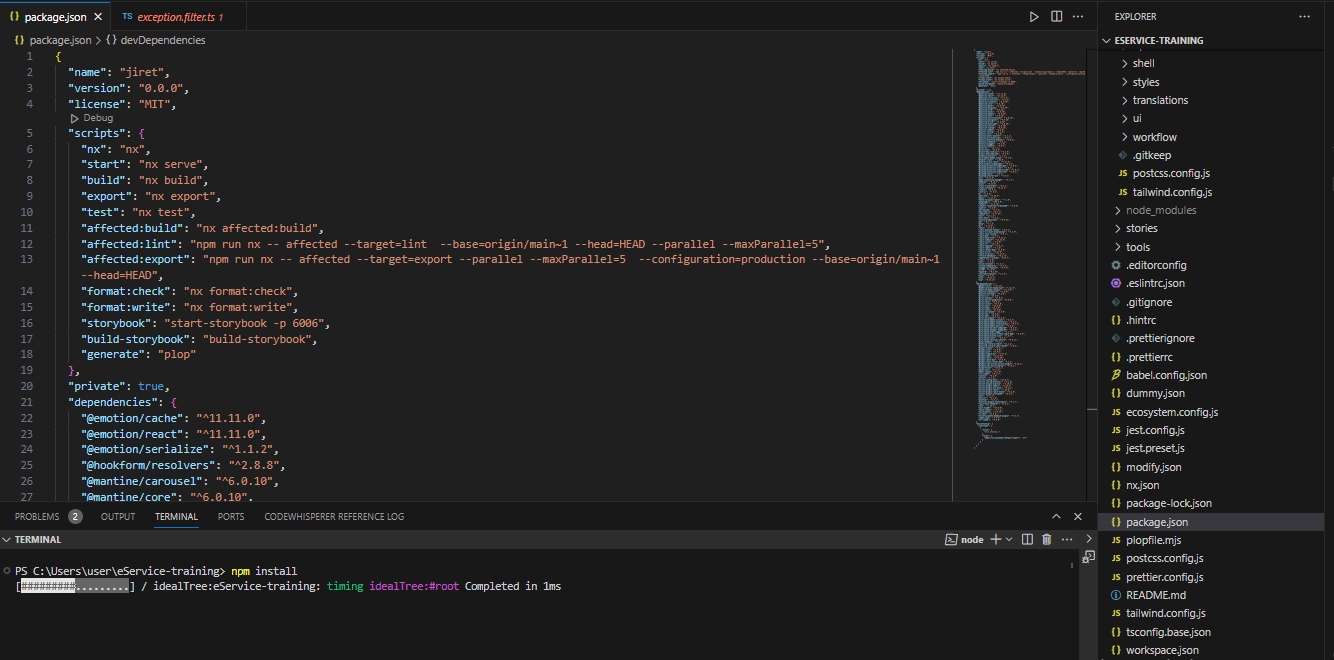 package.json
TS exception.filter.ts 1
package.json > {} devDependencies
1 {
2 "name": "jiret",
3 "version": "0.0.0",
4 "license": "MIT",
Debug
5 "scripts": {
6 "nx": "nx",
7 "start": "nx serve",
8 "build": "nx build",
9 "export": "nx export",
10 "test": "nx test",
11 "affected:build": "nx affected:build",
12 "affected:lint": "npm run nx -- affected --target=lint  --base=origin/main~1 --head=HEAD --parallel --maxParallel=5",
13 "affected:export": "npm run nx -- affected --target=export --parallel --maxParallel=5  --configuration=production --base=origin/main~1
--head=HEAD",
14 "format:check": "nx format:check",
15 "format:write": "nx format:write",
16 "storybook": "start-storybook -p 6006",
17 "build-storybook": "build-storybook",
18 "generate": "plop"
19 },
20 "private": true,
21 "dependencies": {
22 "@emotion/cache": "^11.11.0",
23 "@emotion/react": "^11.11.0",
24 "@emotion/serialize": "^1.1.2",
25 "@hookform/resolvers": "^2.8.8",
26 "@mantine/carousel": "^6.0.10",
27 "@mantine/core": "^6.0.10",
PROBLEMS 2 OUTPUT TERMINAL PORTS CODEWHISPERER REFERENCE LOG
TERMINAL
node
PS C:\Users\user\eService-training> npm install
[#########.........] / idealTree:eService-training: timing idealTree:#root Completed in 1ms
EXPLORER
ESERVICE-TRAINING
shell
styles
translations
ui
workflow
.gitkeep
JS postcss.config.js
JS tailwind.config.js
node_modules
stories
tools
.editorconfig
.eslintrc.json
.gitignore
{} .hintrc
.prettierignore
{} .prettierrc
babel.config.json
{} dummy.json
JS ecosystem.config.js
JS jest.config.js
JS jest.preset.js
{} modify.json
{} nx.json
{} package-lock.json
{} package.json
JS plopfile.mjs
JS postcss.config.js
JS prettier.config.js
README.md
JS tailwind.config.js
{} tsconfig.base.json
{} workspace.json